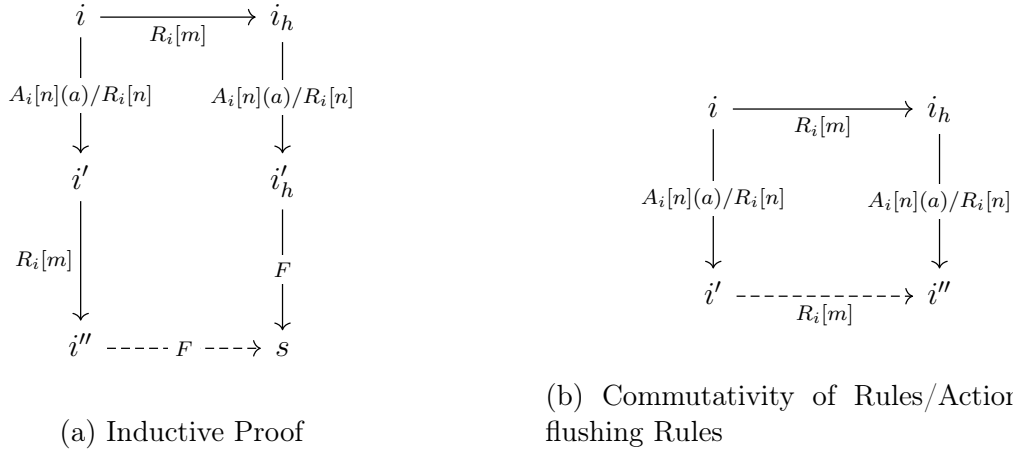 i R_i[m] i_h
A_i[n](a)/R_i[n] A_i[n](a)/R_i[n]
i' i'_h
R_i[m] F
i'' F s
(a) Inductive Proof
i R_i[m] i_h
A_i[n](a)/R_i[n] A_i[n](a)/R_i[n]
i' R_i[m] i''
(b) Commutativity of Rules/Action
flushing Rules